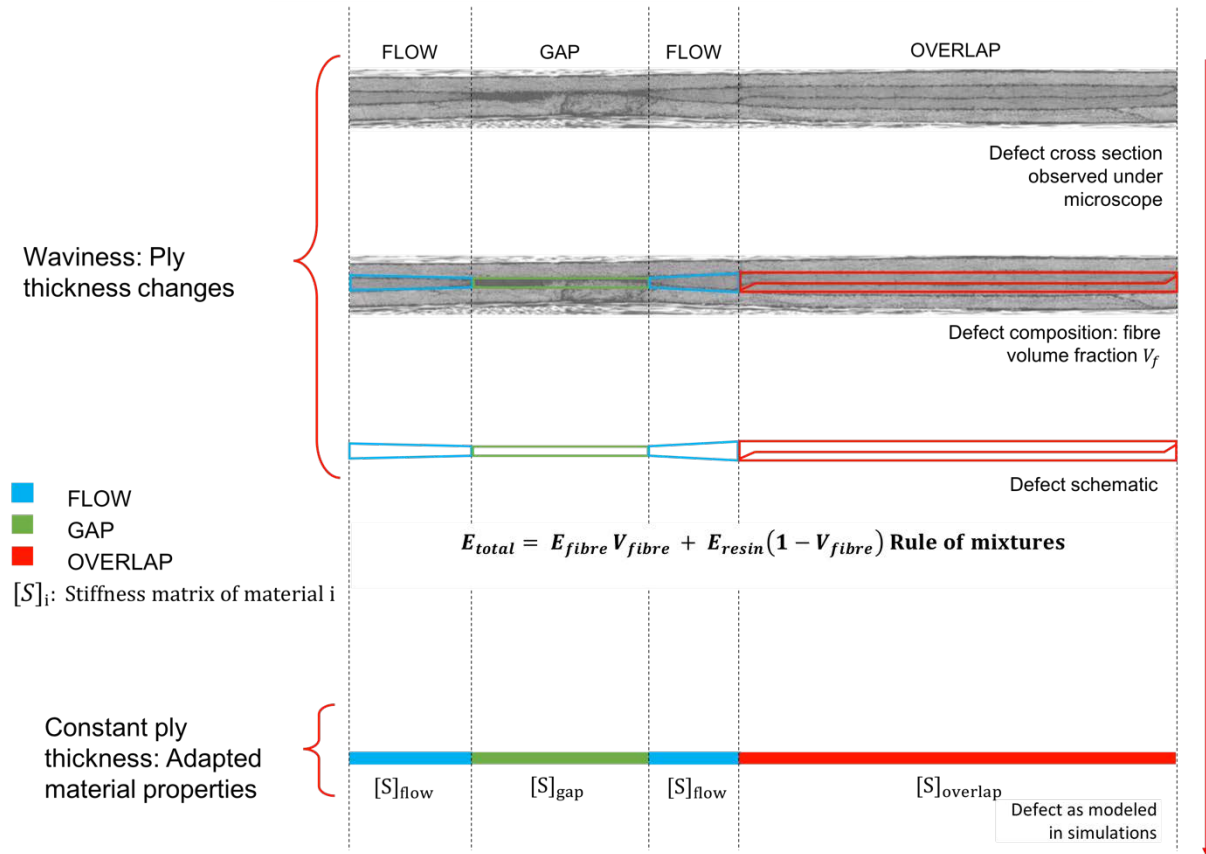 FLOW
GAP
FLOW
OVERLAP
Defect cross section
observed under
microscope
Waviness: Ply
thickness changes
Defect composition: fibre
volume fraction V_f
Defect schematic
FLOW
GAP
OVERLAP
[S]_i: Stiffness matrix of material i
E_total = E_fibre V_fibre + E_resin(1 − V_fibre) Rule of mixtures
Constant ply
thickness: Adapted
material properties
[S]_flow
[S]_gap
[S]_flow
[S]_overlap
Defect as modeled
in simulations